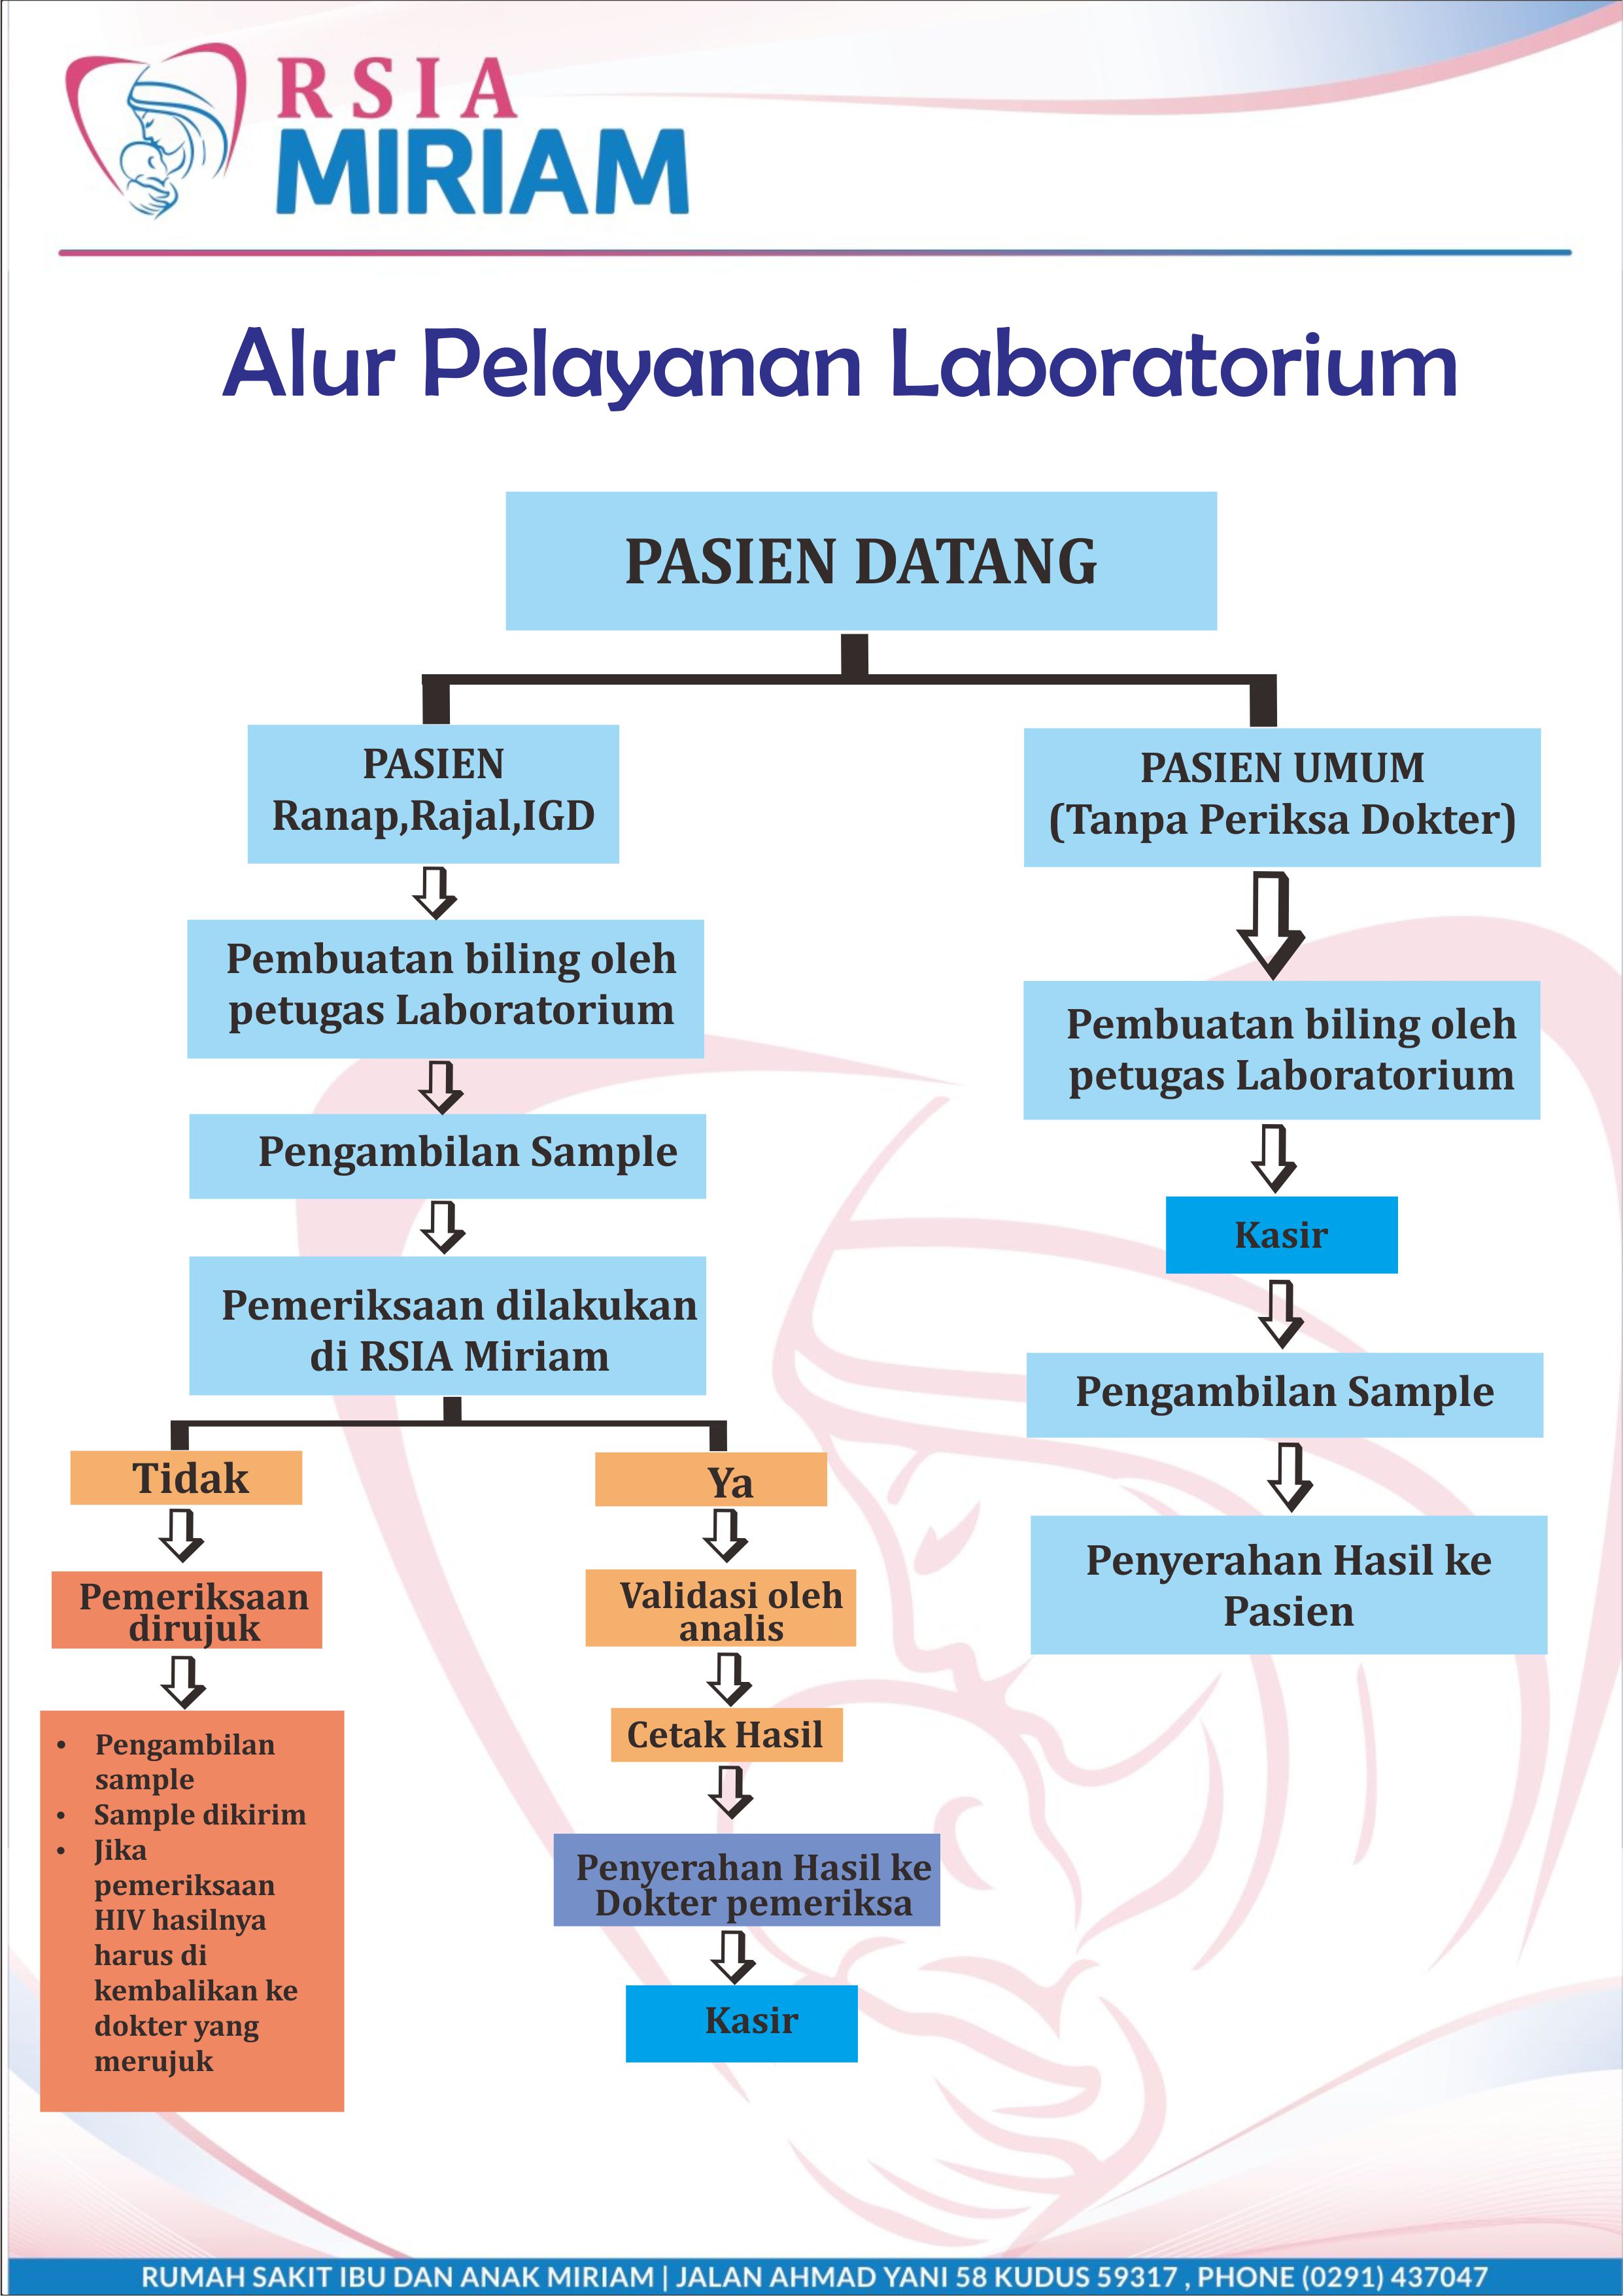 RSIA
MIRIAM
Alur Pelayanan Laboratorium
PASIEN DATANG
PASIEN
Ranap,Rajal,IGD
Pembuatan biling oleh
petugas Laboratorium
Pengambilan Sample
Pemeriksaan dilakukan
di RSIA Miriam
Tidak
Pemeriksaan
dirujuk
• Pengambilan
sample
• Sample dikirim
• Jika
pemeriksaan
HIV hasilnya
harus di
kembalikan ke
dokter yang
merujuk
Ya
Validasi oleh
analis
Cetak Hasil
Penyerahan Hasil ke
Dokter pemeriksa
Kasir
PASIEN UMUM
(Tanpa Periksa Dokter)
Pembuatan biling oleh
petugas Laboratorium
Kasir
Pengambilan Sample
Penyerahan Hasil ke
Pasien
RUMAH SAKIT IBU DAN ANAK MIRIAM | JALAN AHMAD YANI 58 KUDUS 59317 , PHONE (0291) 437047